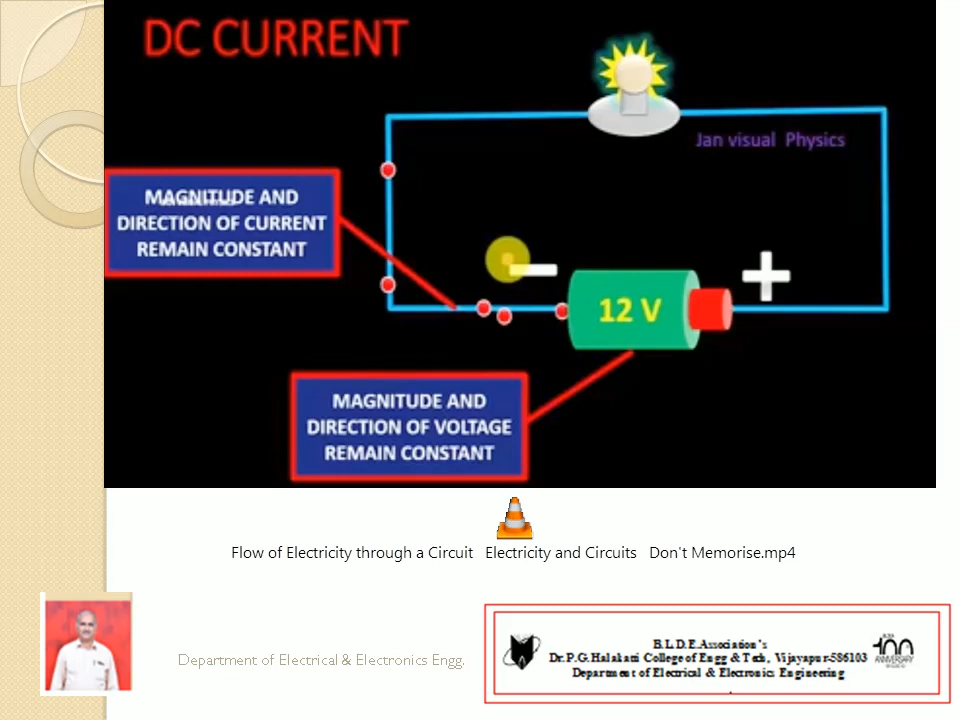 DC CURRENT
Jan visual Physics
MAGNITUDE AND
DIRECTION OF CURRENT
REMAIN CONSTANT
12 V
MAGNITUDE AND
DIRECTION OF VOLTAGE
REMAIN CONSTANT
Flow of Electricity through a Circuit Electricity and Circuits Don't Memorise.mp4
Department of Electrical & Electronics Engg.
B.L.D.E.Association's
Dr.P.G.Halakatti College of Engg & Tech, Vijayapur-586103
Department of Electrical & Electronics Engineering
100
ANNIVERSARY